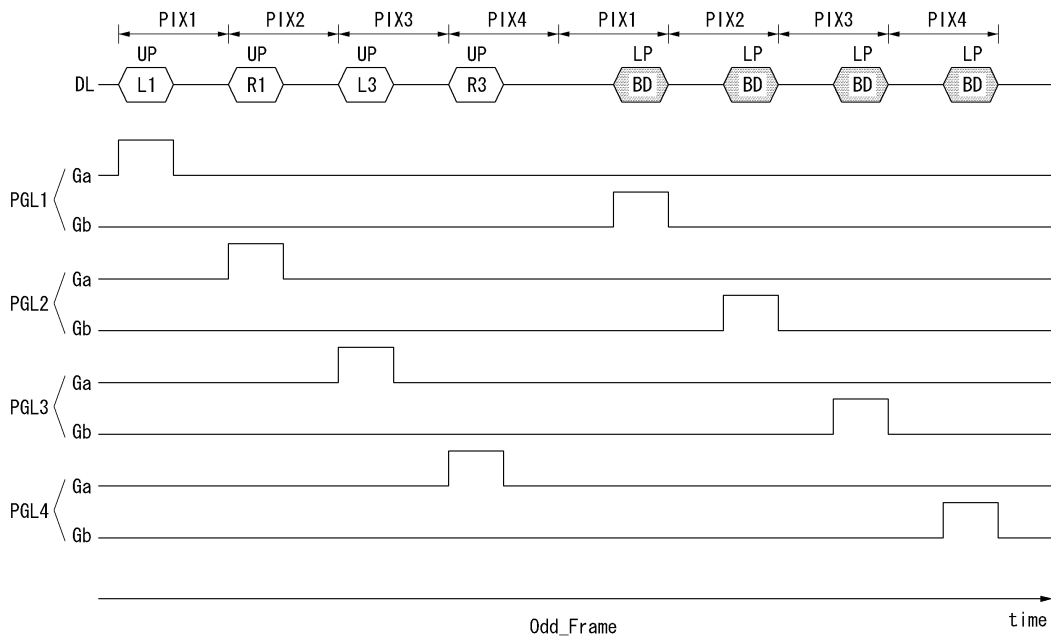 PIX1 PIX2 PIX3 PIX4 PIX1 PIX2 PIX3 PIX4
UP UP UP UP LP LP LP LP
DL L1 R1 L3 R3 BD BD BD BD
Ga
PGL1
Gb
Ga
PGL2
Gb
Ga
PGL3
Gb
Ga
PGL4
Gb
time
Odd_Frame